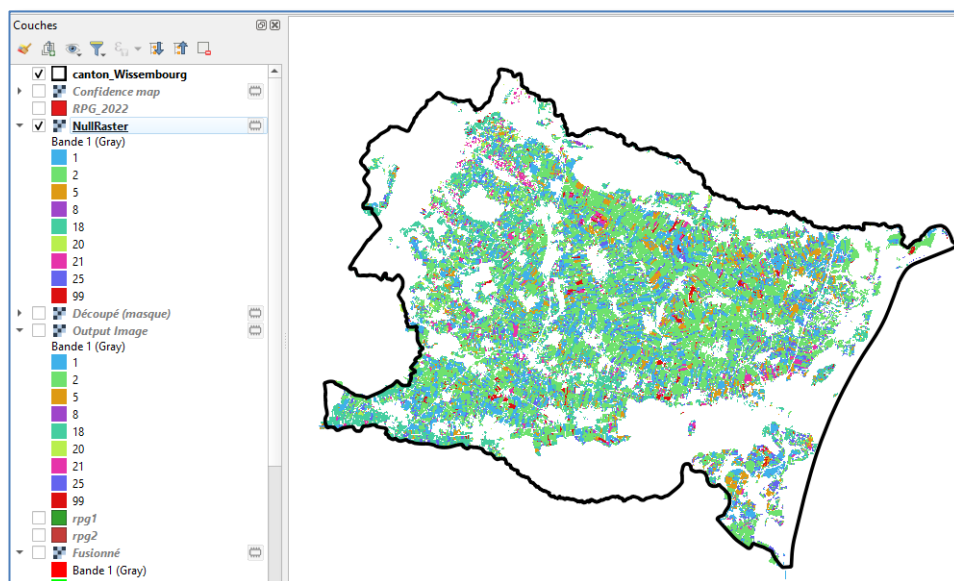 Couches
canton_Wissembourg
Confidence map
RPG_2022
NullRaster
Bande 1 (Gray)
1
2
5
8
18
20
21
25
99
Découpé (masque)
Output Image
Bande 1 (Gray)
1
2
5
8
18
20
21
25
99
rpg1
rpg2
Fusionné
Bande 1 (Gray)